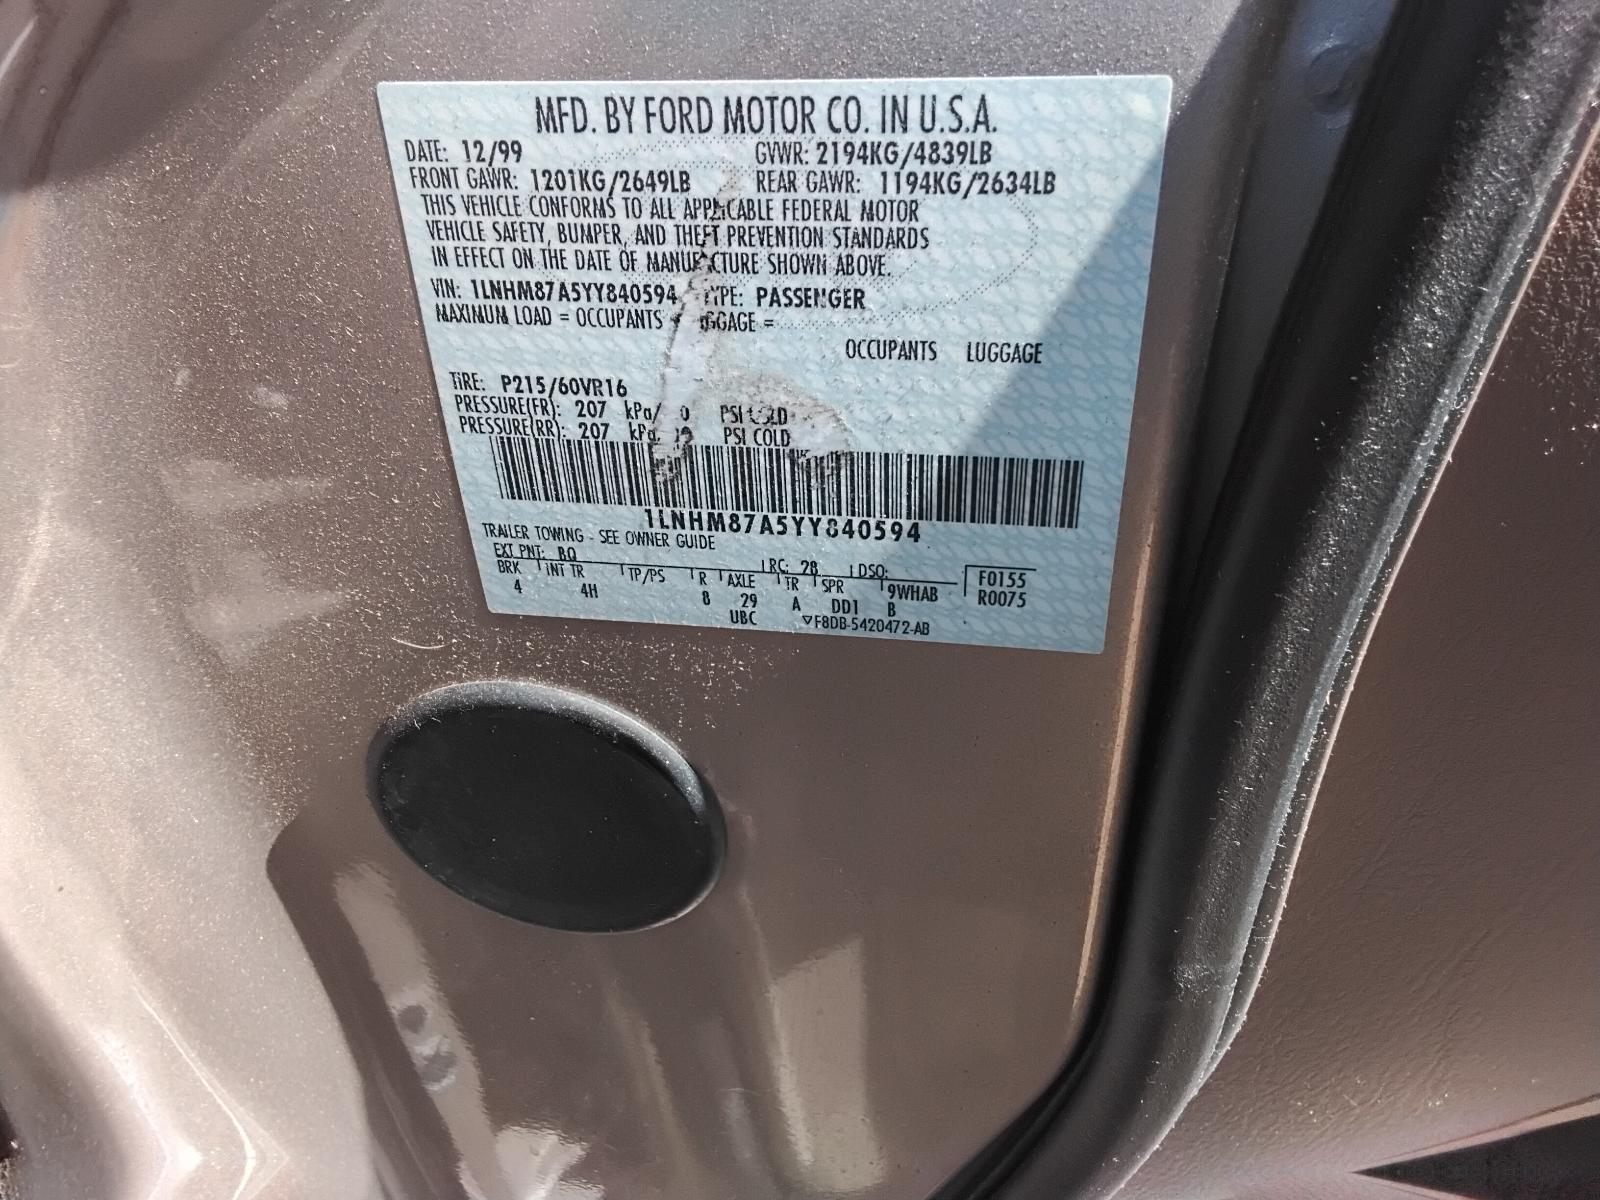 MFD. BY FORD MOTOR CO. IN U.S.A.
DATE: 12/99 GVWR: 2194KG/4839LB
FRONT GAWR: 1201KG/2649LB REAR GAWR: 1194KG/2634LB
THIS VEHICLE CONFORMS TO ALL APPLICABLE FEDERAL MOTOR
VEHICLE SAFETY, BUMPER, AND THEFT PREVENTION STANDARDS
IN EFFECT ON THE DATE OF MANUFACTURE SHOWN ABOVE.
VIN: 1LNHM87A5YY840594 TYPE: PASSENGER
MAXIMUM LOAD = OCCUPANTS + LUGGAGE =
OCCUPANTS LUGGAGE
TIRE: P215/60VR16
PRESSURE(FR): 207 kPa/ PSI COLD
PRESSURE(RR): 207 kPa/ PSI COLD
1LNHM87A5YY840594
TRAILER TOWING - SEE OWNER GUIDE
EXT PNT: BQ RC: 28 DSO:
BRK INT TR TP/PS R AXLE TR SPR 9WHAB F0155
4 4H 8 29 A DD1 B R0075
UBC ▽F8DB-5420472-AB